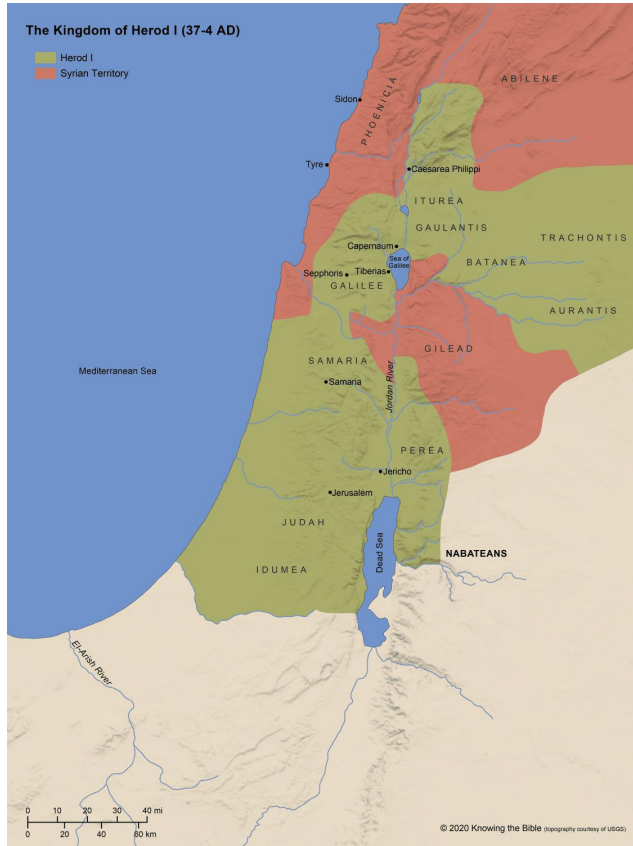 The Kingdom of Herod I (37-4 AD)
Herod I
Syrian Territory
ABILENE
Sidon
PHOENICIA
Tyre
Caesarea Philippi
ITUREA
GAULANTIS
TRACHONTIS
Capernaum
Sea of
Galilee
BATANEA
Sepphoris
Tiberias
GALILEE
AURANTIS
GILEAD
SAMARIA
Mediterranean Sea
Samaria
Jordan River
PEREA
Jericho
Jerusalem
JUDAH
Dead Sea
NABATEANS
IDUMEA
El-Arish River
0 10 20 30 40 mi
0 20 40 60 km
© 2020 Knowing the Bible (topography courtesy of USGS)